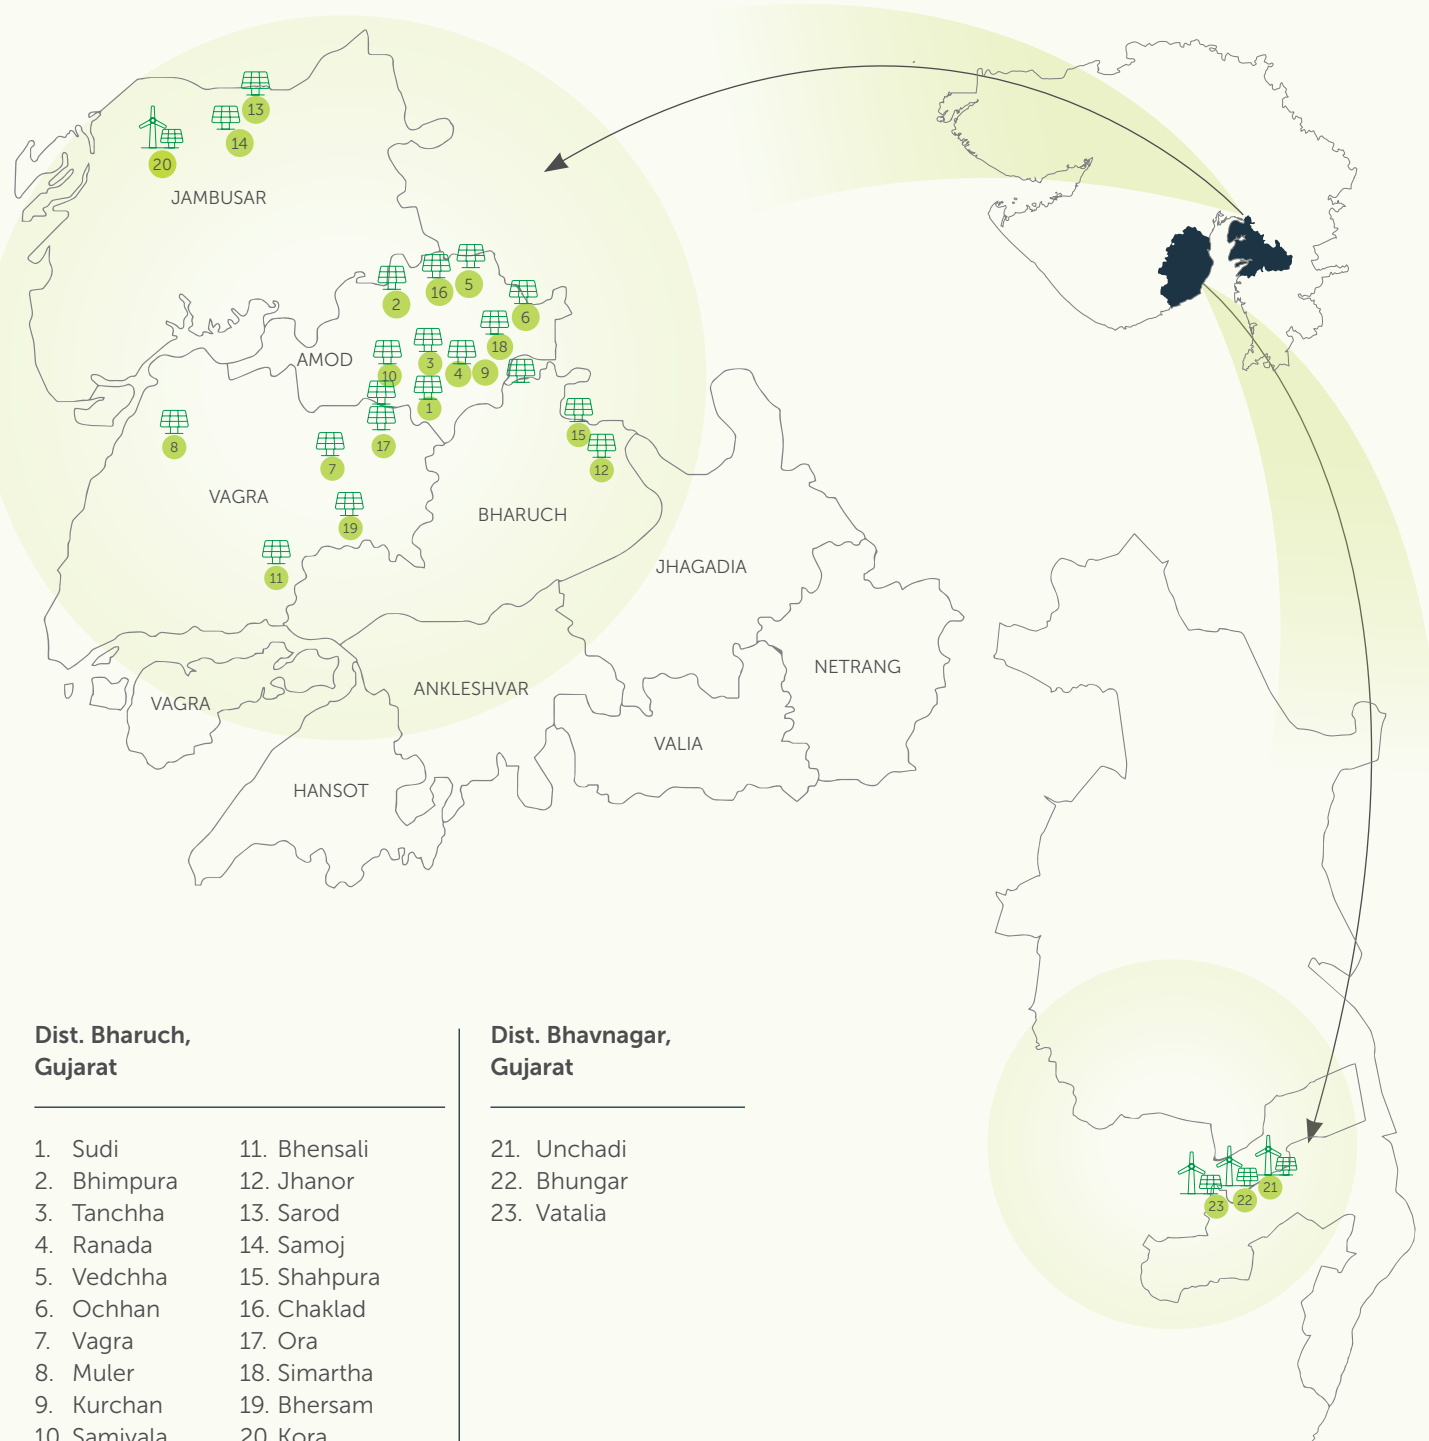 13
14
20
JAMBUSAR
5
16
2
6
18
AMOD
3
4
9
10
1
15
17
8
7
12
VAGRA
BHARUCH
19
JHAGADIA
11
NETRANG
ANKLESHVAR
VAGRA
VALIA
HANSOT
21
22
23
Dist. Bharuch,
Gujarat
1. Sudi
2. Bhimpura
3. Tanchha
4. Ranada
5. Vedchha
6. Ochhan
7. Vagra
8. Muler
9. Kurchan
10. Samiyala
11. Bhensali
12. Jhanor
13. Sarod
14. Samoj
15. Shahpura
16. Chaklad
17. Ora
18. Simartha
19. Bhersam
20. Kora
Dist. Bhavnagar,
Gujarat
21. Unchadi
22. Bhungar
23. Vatalia